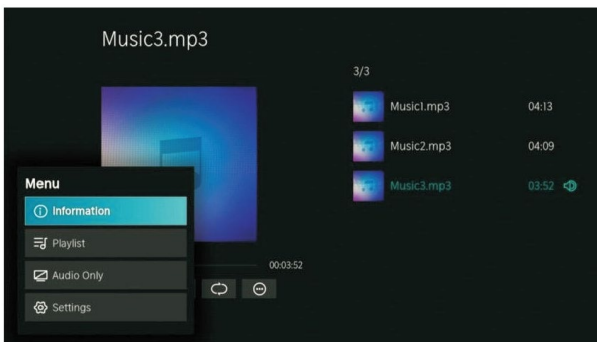 Music3.mp3
3/3
Music1.mp3 04:13
Music2.mp3 04:09
Music3.mp3 03:52
Menu
Information
Playlist
Audio Only
Settings
00:03:52